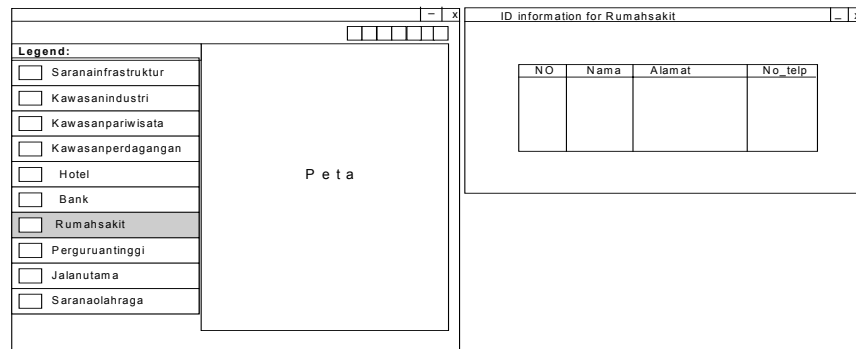 – x
Legend:
Saranainfrastruktur
Kawasanindustri
Kawasanpariwisata
Kawasanperdagangan
Hotel
Bank
Rumahsakit
Perguruantinggi
Jalanutama
Saranaolahraga
Peta
ID information for Rumahsakit
NO Nama Alamat No_telp